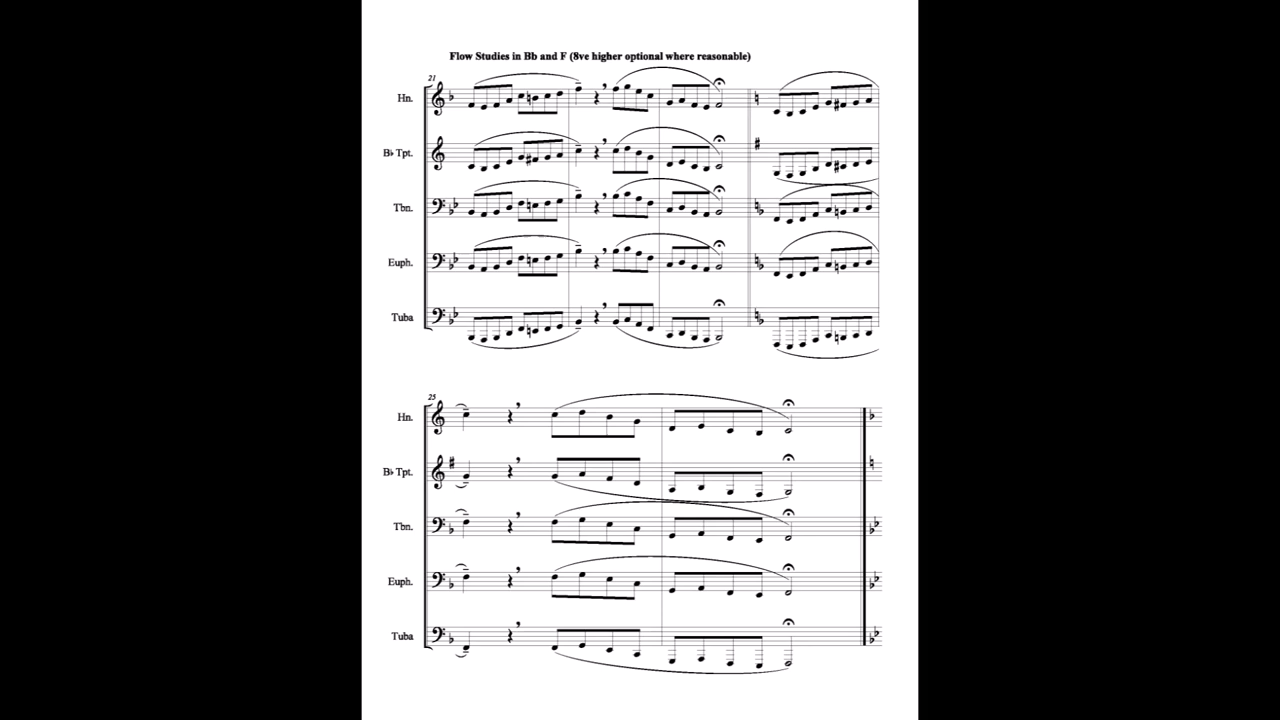 Flow Studies in Bb and F (8ve higher optional where reasonable)
21
Hn.
B♭ Tpt.
Tbn.
Euph.
Tuba
25
Hn.
B♭ Tpt.
Tbn.
Euph.
Tuba